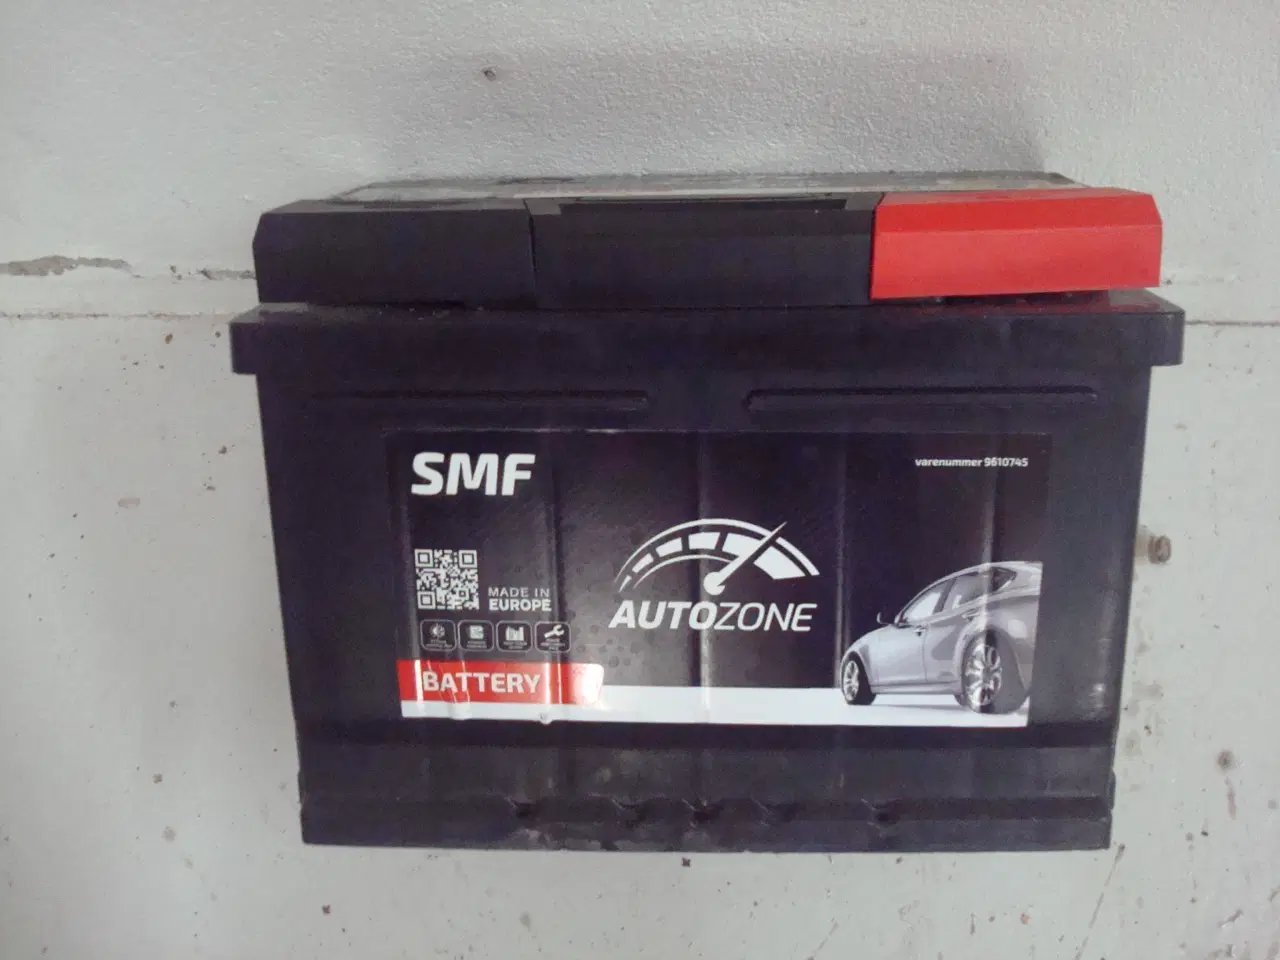 SMF
varenummer 9610745
MADE IN
EUROPE
AUTOZONE
BATTERY